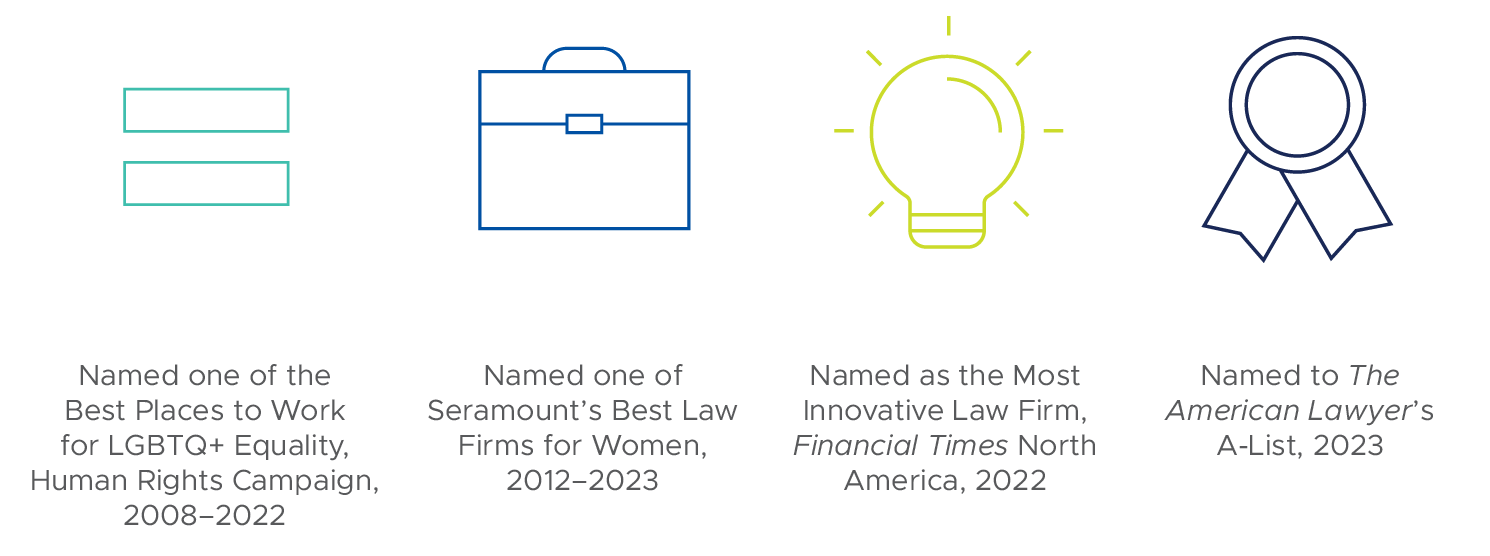 Named one of the
Best Places to Work
for LGBTQ+ Equality,
Human Rights Campaign,
2008–2022
Named one of
Seramount’s Best Law
Firms for Women,
2012–2023
Named as the Most
Innovative Law Firm,
Financial Times North
America, 2022
Named to The
American Lawyer’s
A-List, 2023